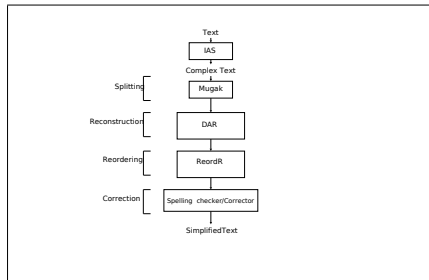 Text
IAS
Complex Text
Splitting
Mugak
Reconstruction
DAR
Reordering
ReordR
Correction
Spelling checker/Corrector
SimplifiedText